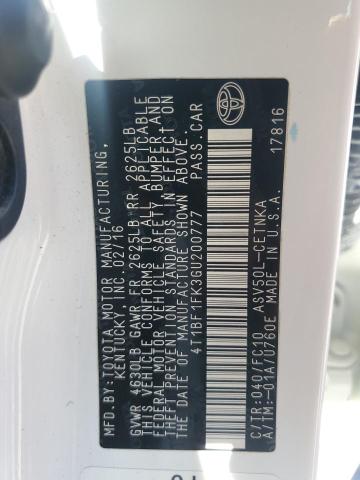 MFD.BY:TOYOTA MOTOR MANUFACTURING,
KENTUCKY, INC. 02/16
GVWR 4630LB GAWR FR 2625LB RR 2625LB
THIS VEHICLE CONFORMS TO ALL APPLICABLE
FEDERAL MOTOR VEHICLE SAFETY, BUMPER AND
THEFT PREVENTION STANDARDS IN EFFECT ON
THE DATE OF MANUFACTURE SHOWN ABOVE.
4T1BF1FK3GU200777 PASS.CAR
C/TR:040/FC10 ASV50L-CETNKA
A/TM:-01A/U760E MADE IN U.S.A.
17816